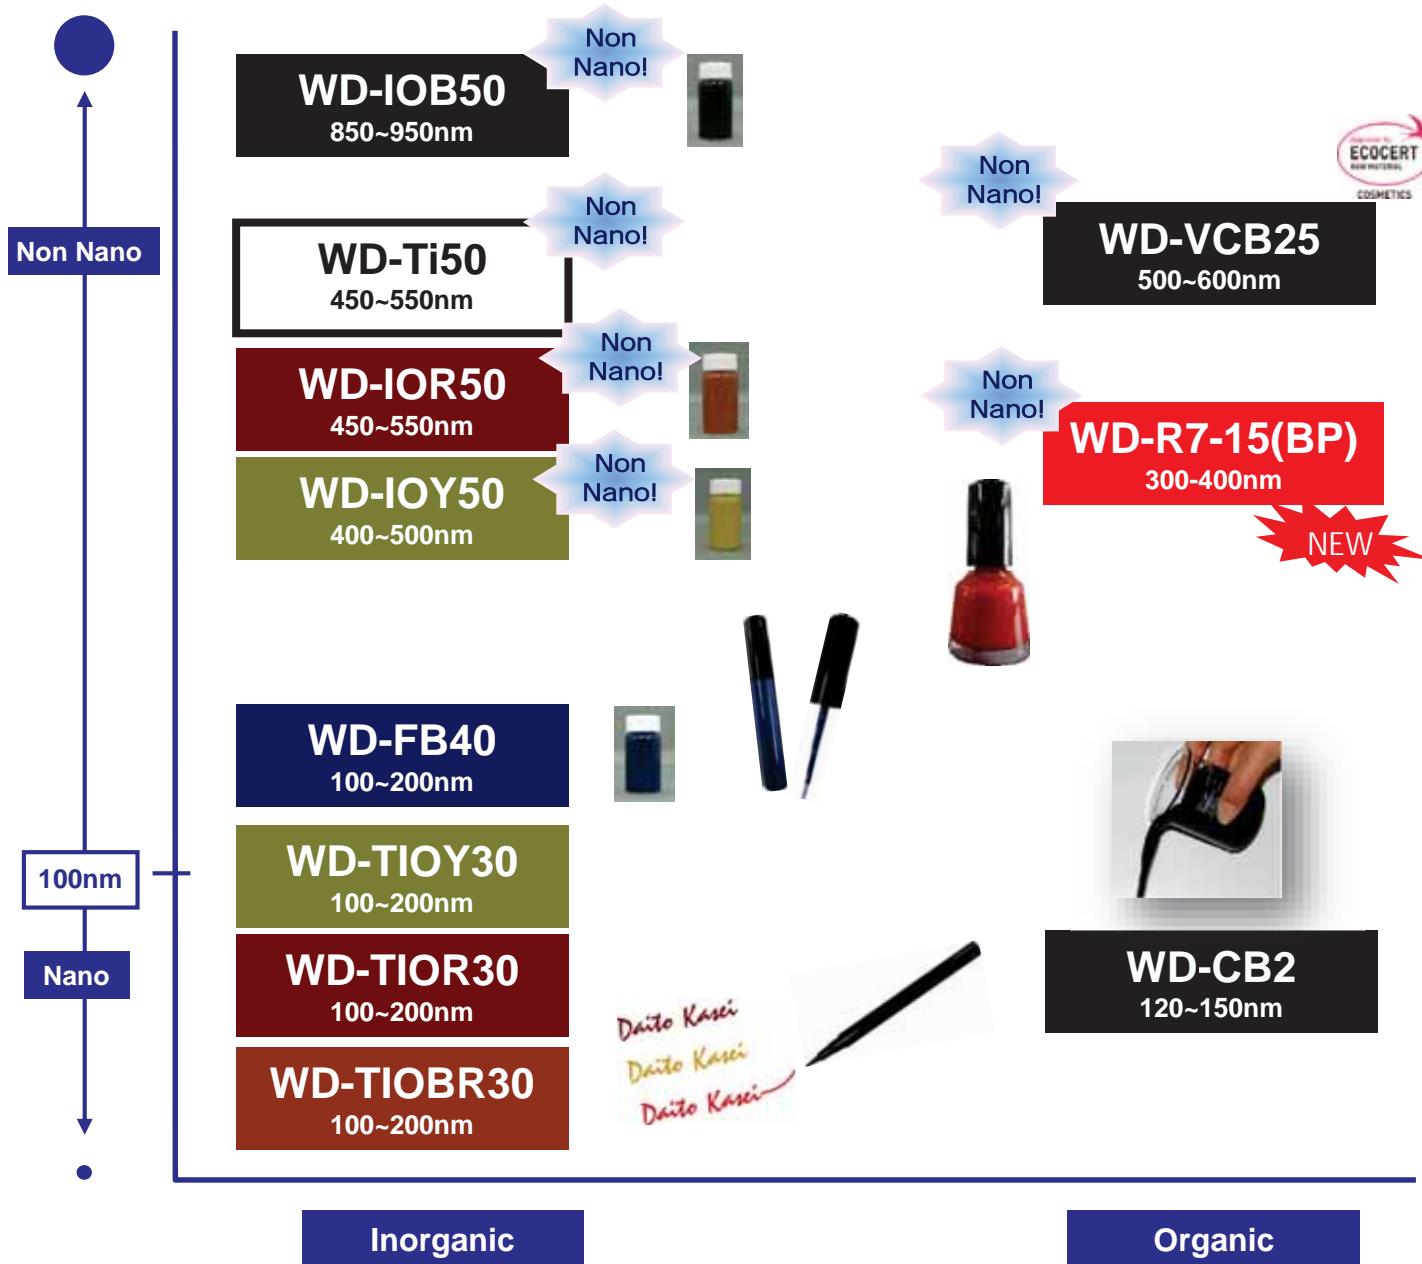 Non
Nano!
WD-IOB50
850~950nm
ECOCERT
RAW MATERIAL
COSMETICS
Non
Nano!
WD-VCB25
500~600nm
Non Nano
Non
Nano!
WD-Ti50
450~550nm
Non
Nano!
WD-IOR50
450~550nm
Non
Nano!
WD-R7-15(BP)
300-400nm
NEW
Non
Nano!
WD-IOY50
400~500nm
WD-FB40
100~200nm
100nm
WD-TIOY30
100~200nm
Nano
WD-TIOR30
100~200nm
WD-CB2
120~150nm
Daito Kasei
Daito Kasei
Daito Kasei
WD-TIOBR30
100~200nm
Inorganic
Organic